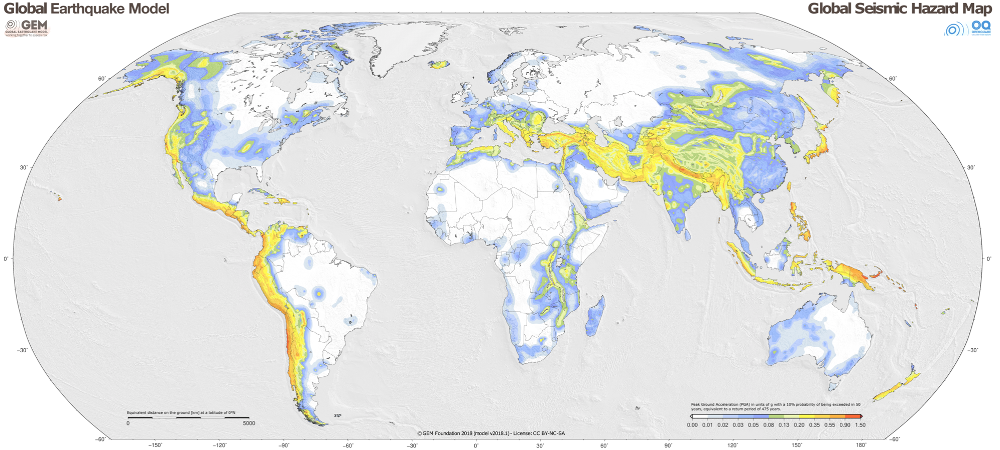 Global Earthquake Model
Global Seismic Hazard Map
GEM
GLOBAL EARTHQUAKE MODEL
working together to assess risk
OQ
OPENQUAKE
60°
60°
30°
30°
0°
0°
−30°
−30°
−60°
−60°
Peak Ground Acceleration (PGA) in units of g with a 10% probability of being exceeded in 50
years, equivalent to a return period of 475 years.
0.00 0.01 0.02 0.03 0.05 0.08 0.13 0.20 0.35 0.55 0.90 1.50
Equivalent distance on the ground [km] at a latitude of 0°N
0 5000
© GEM Foundation 2018 (model v2018.1) - License: CC BY-NC-SA
−150° −120° −90° −60° −30° 0° 30° 60° 90° 120° 150° 180°